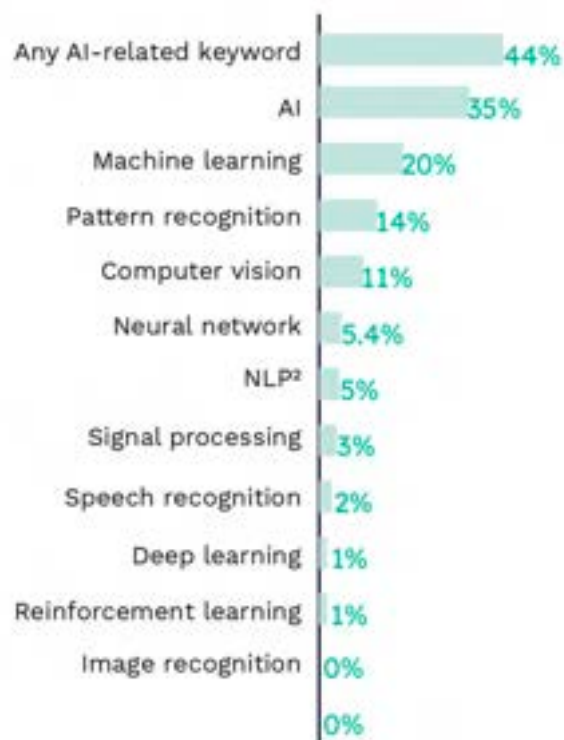 Any AI-related keyword 44%
AI 35%
Machine learning 20%
Pattern recognition 14%
Computer vision 11%
Neural network 5.4%
NLP² 5%
Signal processing 3%
Speech recognition 2%
Deep learning 1%
Reinforcement learning 1%
Image recognition 0%
0%